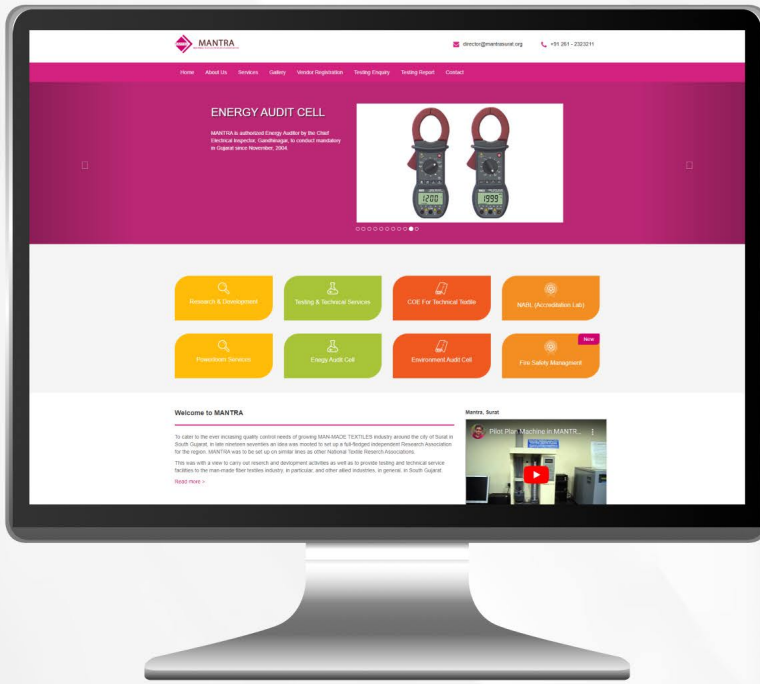 MANTRA
director@mantrasurat.org
+91 261 - 2323211
Home About Us Services Gallery Vendor Registration Testing Enquiry Testing Report Contact
ENERGY AUDIT CELL
MANTRA is authorized Energy Auditor by the Chief
Electrical Inspector, Gandhinagar, to conduct mandatory
in Gujarat since November, 2004.
1200
1999
Research & Development
Testing & Technical Services
COE For Technical Textile
NABL (Accreditation Lab)
Powerloom Services
Enegy Audit Cell
Environment Audit Cell
New
Fire Safety Managment
Welcome to MANTRA
To cater to the ever incrasing quality control needs of growing MAN-MADE TEXTILES industry around the city of Surat in
South Gujarat, in late nineteen seventies an idea was mooted to set up a full-fledged independent Research Association
for the region. MANTRA was to be set up on similar lines as other National Textile Reserch Associations.
This was with a view to carry out reserch and devlopment activities as well as to provide testing and technical service
facilities to the man-made fiber textiles industry, in particular, and other allied industries, in general, in South Gujarat.
Read more »
Mantra, Surat
Pilot Plan Machine in MANTR...